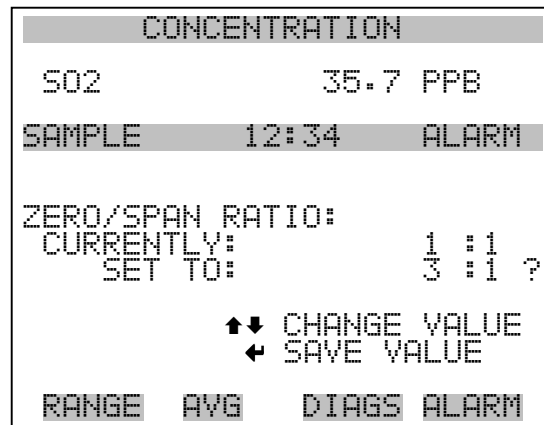 CONCENTRATION
SO2 35.7 PPB
SAMPLE 12:34 ALARM
ZERO/SPAN RATIO:
CURRENTLY: 1 :1
SET TO: 3 :1 ?
⬆⬇ CHANGE VALUE
↵ SAVE VALUE
RANGE AVG DIAGS ALARM